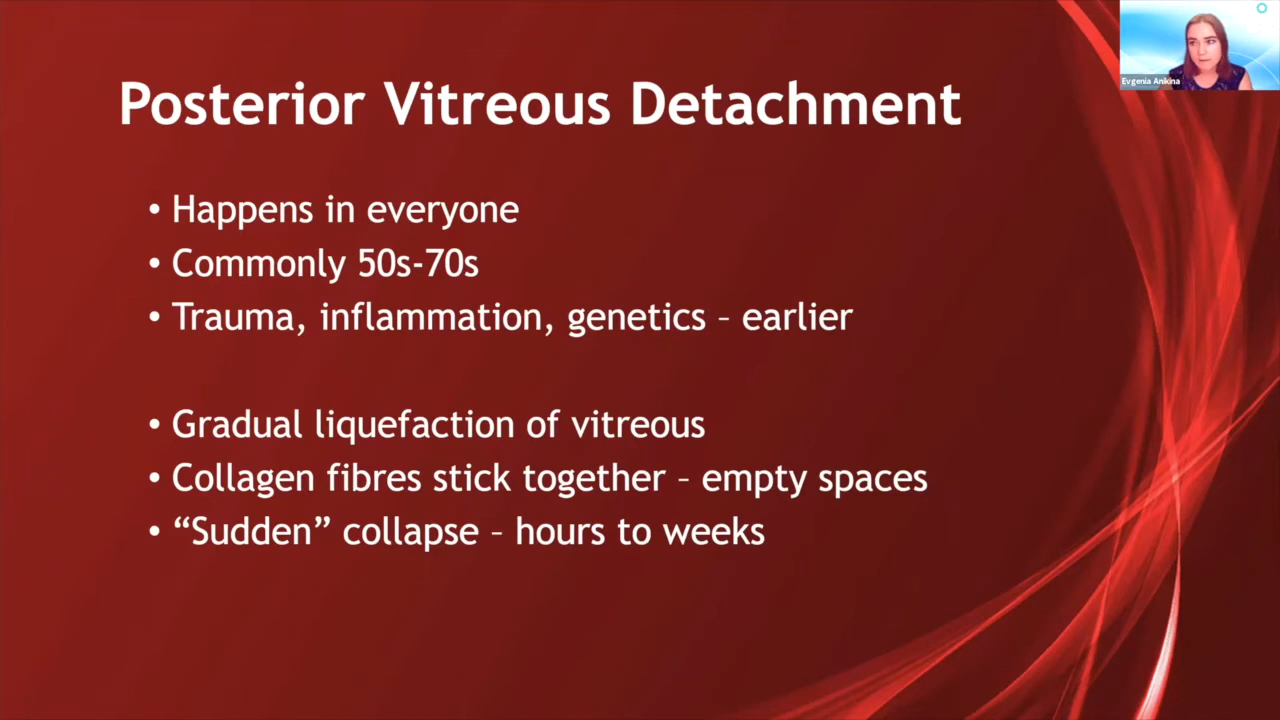 Posterior Vitreous Detachment
• Happens in everyone
• Commonly 50s-70s
• Trauma, inflammation, genetics – earlier
• Gradual liquefaction of vitreous
• Collagen fibres stick together – empty spaces
• “Sudden” collapse – hours to weeks
Evgenia Anikina